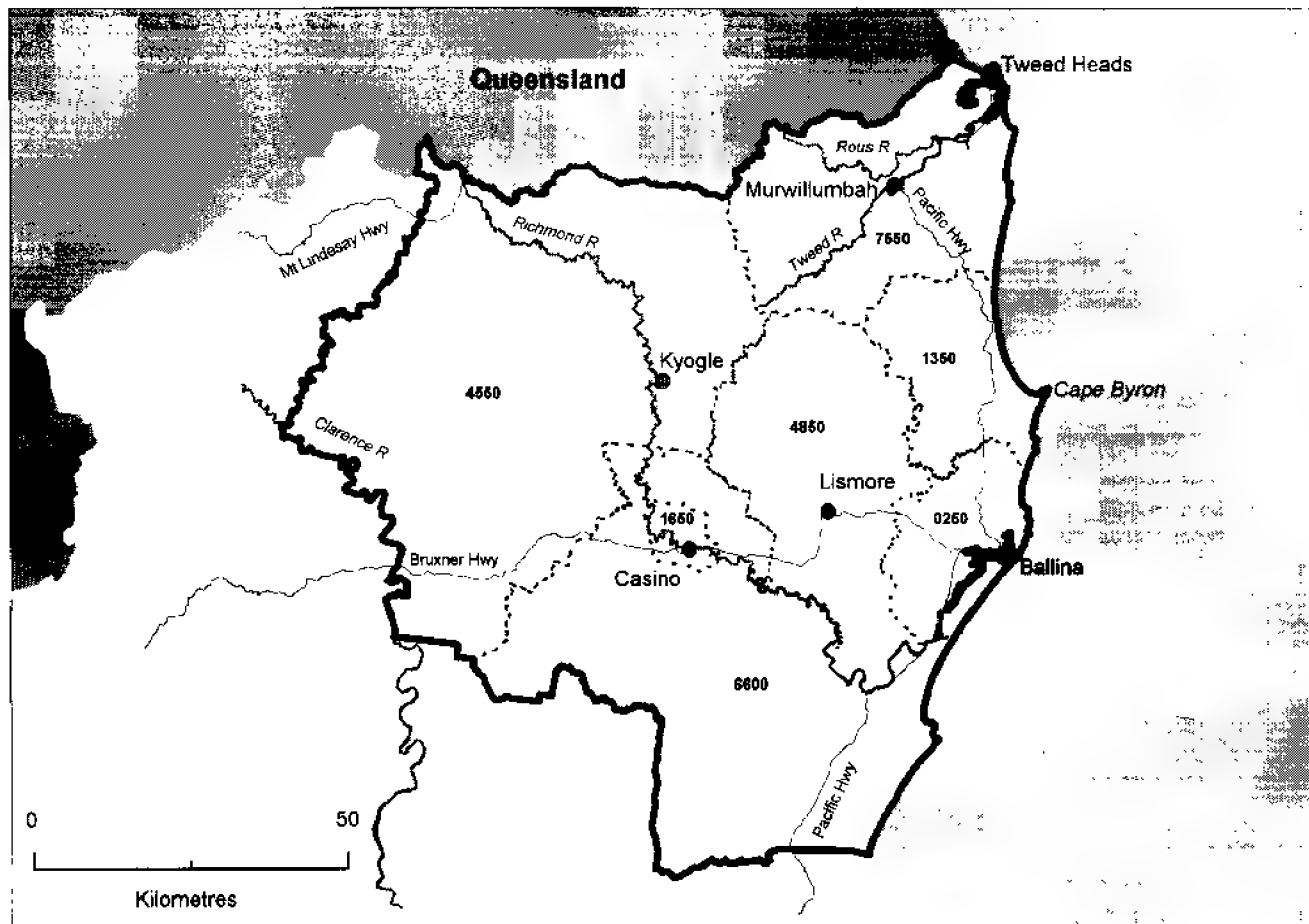 Queensland
Tweed Heads
Rous R
Murwillumbah
Pacific Hwy
Richmond R
Mt Lindesay Hwy
Tweed R
7550
Kyogle
1350
4550
Cape Byron
4850
Clarence R
Lismore
1650
0250
Bruxner Hwy
Casino
Ballina
6600
Pacific Hwy
0 50
Kilometres